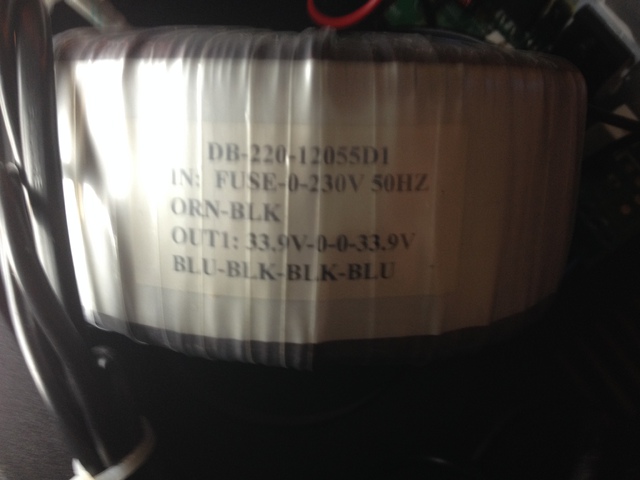 DB-220-12055D1
IN: FUSE-0-230V 50HZ
ORN-BLK
OUT1: 33.9V-0-0-33.9V
BLU-BLK-BLK-BLU